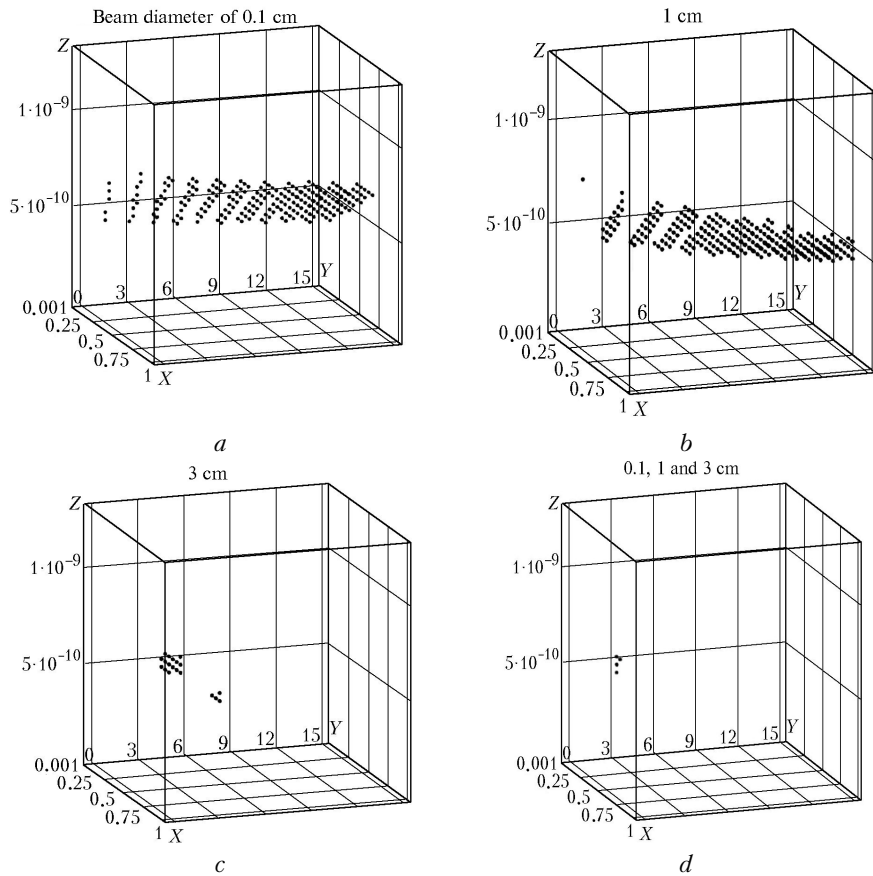 Beam diameter of 0.1 cm
Z
1·10⁻⁹
5·10⁻¹⁰
0.001
0 3 6 9 12 15 Y
0.25
0.5
0.75
1 X
a
1 cm
Z
1·10⁻⁹
5·10⁻¹⁰
0.001
0 3 6 9 12 15 Y
0.25
0.5
0.75
1 X
b
3 cm
Z
1·10⁻⁹
5·10⁻¹⁰
0.001
0 3 6 9 12 15 Y
0.25
0.5
0.75
1 X
c
0.1, 1 and 3 cm
Z
1·10⁻⁹
5·10⁻¹⁰
0.001
0 3 6 9 12 15 Y
0.25
0.5
0.75
1 X
d